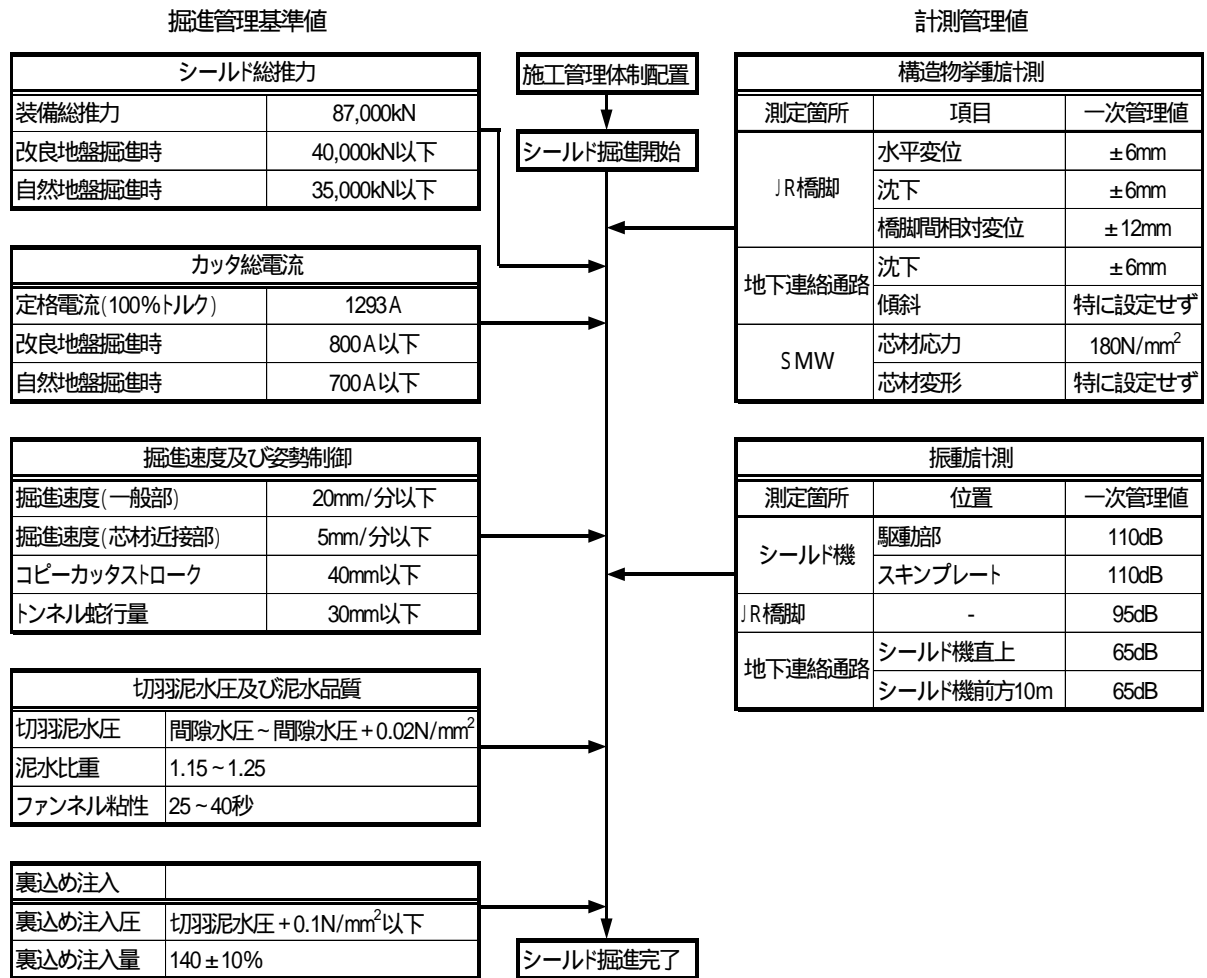 掘進管理基準値
シールド総推力
装備総推力 87,000kN
改良地盤掘進時 40,000kN以下
自然地盤掘進時 35,000kN以下
カッタ総電流
定格電流(100%トルク) 1293A
改良地盤掘進時 800A以下
自然地盤掘進時 700A以下
掘進速度及び姿勢制御
掘進速度(一般部) 20mm/分以下
掘進速度(芯材近接部) 5mm/分以下
コピーカッタストローク 40mm以下
トンネル蛇行量 30mm以下
切羽泥水圧及び泥水品質
切羽泥水圧 間隙水圧~間隙水圧+0.02N/mm²
泥水比重 1.15~1.25
ファンネル粘性 25~40秒
裏込め注入
裏込め注入圧 切羽泥水圧+0.1N/mm²以下
裏込め注入量 140±10%
施工管理体制配置
シールド掘進開始
シールド掘進完了
計測管理値
構造物挙動計測
測定箇所 項目 一次管理値
JR橋脚 水平変位 ±6mm
沈下 ±6mm
橋脚間相対変位 ±12mm
地下連絡通路 沈下 ±6mm
傾斜 特に設定せず
SMW 芯材応力 180N/mm²
芯材変形 特に設定せず
振動計測
測定箇所 位置 一次管理値
シールド機 駆動部 110dB
スキンプレート 110dB
JR橋脚 - 95dB
地下連絡通路 シールド機直上 65dB
シールド機前方10m 65dB